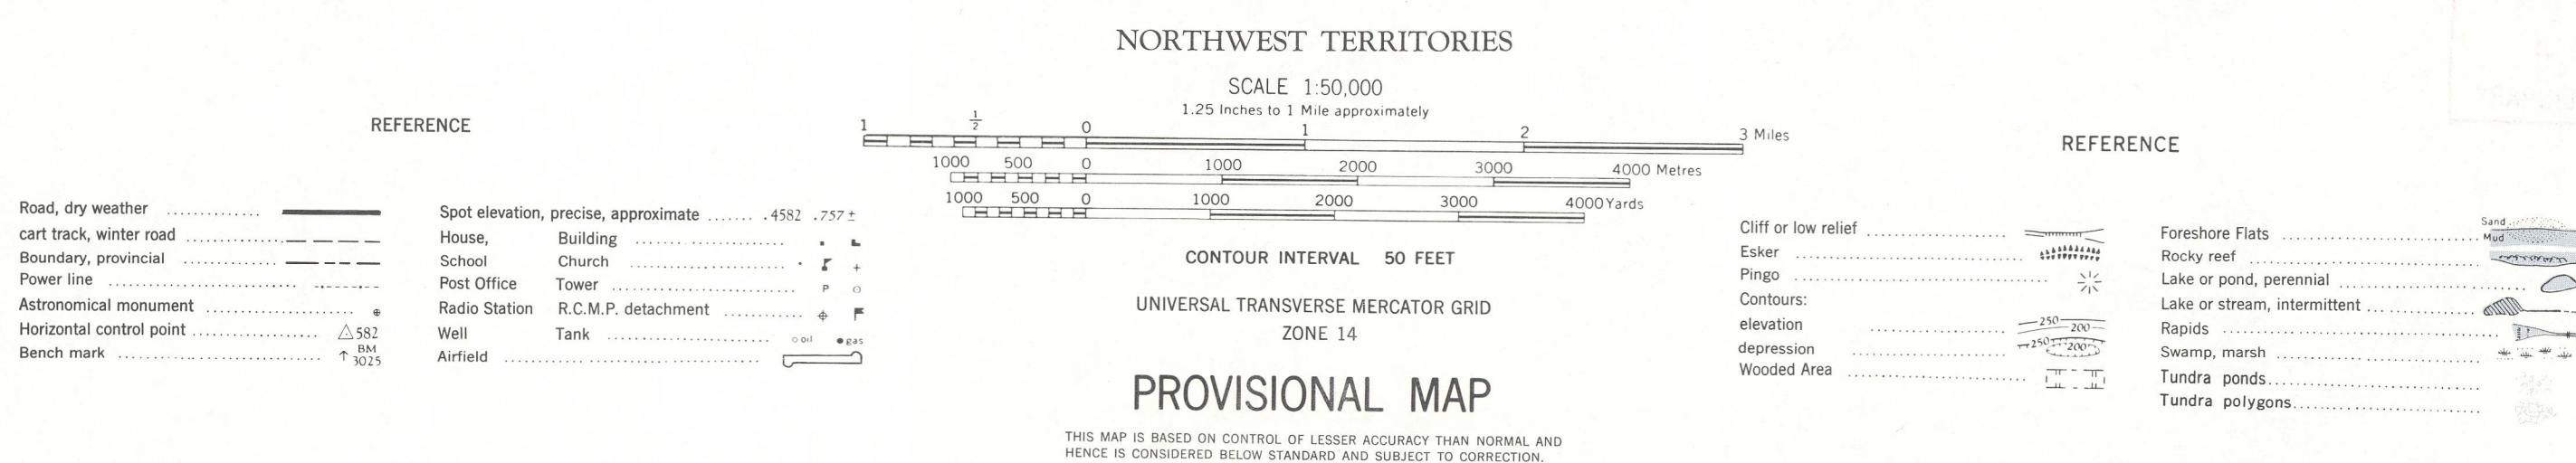 NORTHWEST TERRITORIES
SCALE 1:50,000
1.25 Inches to 1 Mile approximately
1 1/2 0 1 2 3 Miles
1000 500 0 1000 2000 3000 4000 Metres
1000 500 0 1000 2000 3000 4000 Yards
CONTOUR INTERVAL 50 FEET
UNIVERSAL TRANSVERSE MERCATOR GRID
ZONE 14
PROVISIONAL MAP
THIS MAP IS BASED ON CONTROL OF LESSER ACCURACY THAN NORMAL AND
HENCE IS CONSIDERED BELOW STANDARD AND SUBJECT TO CORRECTION.
REFERENCE
Road, dry weather
cart track, winter road
Boundary, provincial
Power line
Astronomical monument
Horizontal control point 582
Bench mark BM 3025
Spot elevation, precise, approximate .4582 .757±
House, Building
School Church
Post Office Tower P
Radio Station R.C.M.P. detachment
Well Tank oil gas
Airfield
REFERENCE
Cliff or low relief
Esker
Pingo
Contours:
elevation 250 200
depression 250 200
Wooded Area
Foreshore Flats Sand Mud
Rocky reef
Lake or pond, perennial
Lake or stream, intermittent
Rapids
Swamp, marsh
Tundra ponds
Tundra polygons